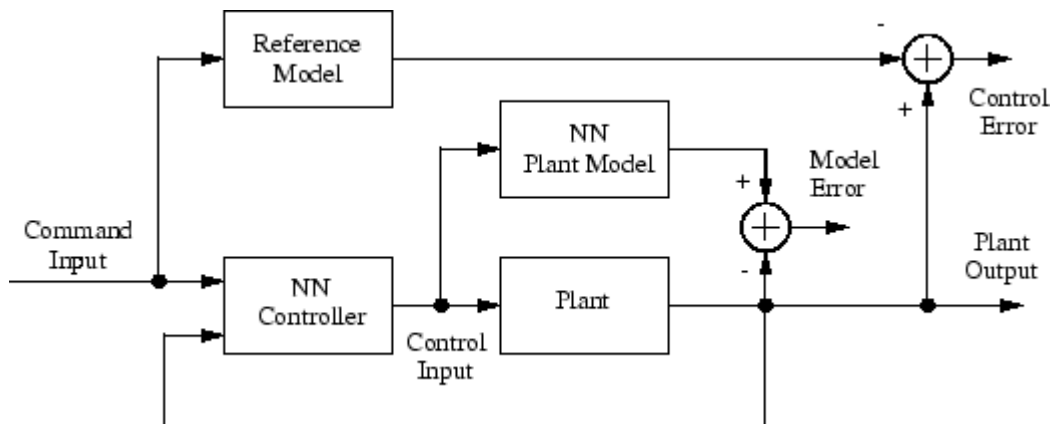 Reference
Model
-
+
Control
Error
NN
Plant Model
+
Model
Error
-
Command
Input
NN
Controller
Control
Input
Plant
Plant
Output